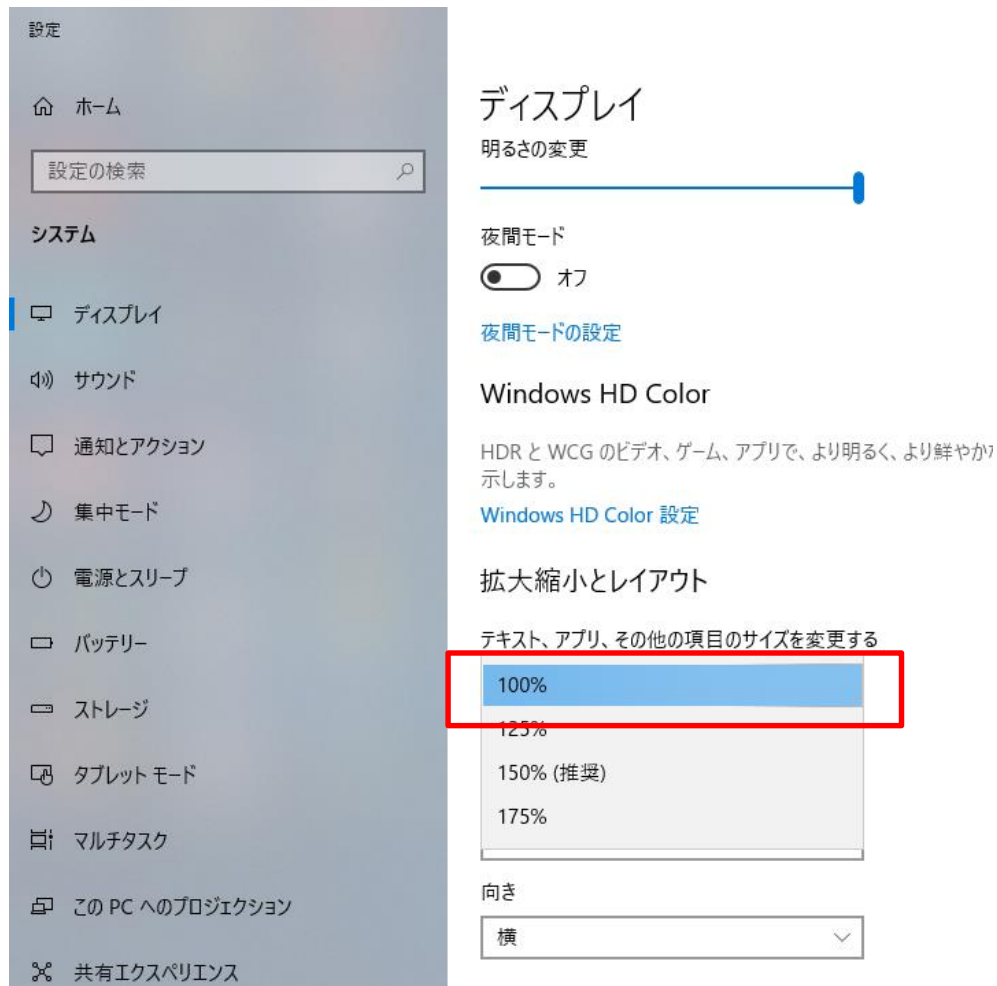 設定
ホーム
設定の検索
システム
ディスプレイ
サウンド
通知とアクション
集中モード
電源とスリープ
バッテリー
ストレージ
タブレット モード
マルチタスク
この PC へのプロジェクション
共有エクスペリエンス
ディスプレイ
明るさの変更
夜間モード
オフ
夜間モードの設定
Windows HD Color
HDR と WCG のビデオ、ゲーム、アプリで、より明るく、より鮮やかな
示します。
Windows HD Color 設定
拡大縮小とレイアウト
テキスト、アプリ、その他の項目のサイズを変更する
100%
125%
150% (推奨)
175%
向き
横